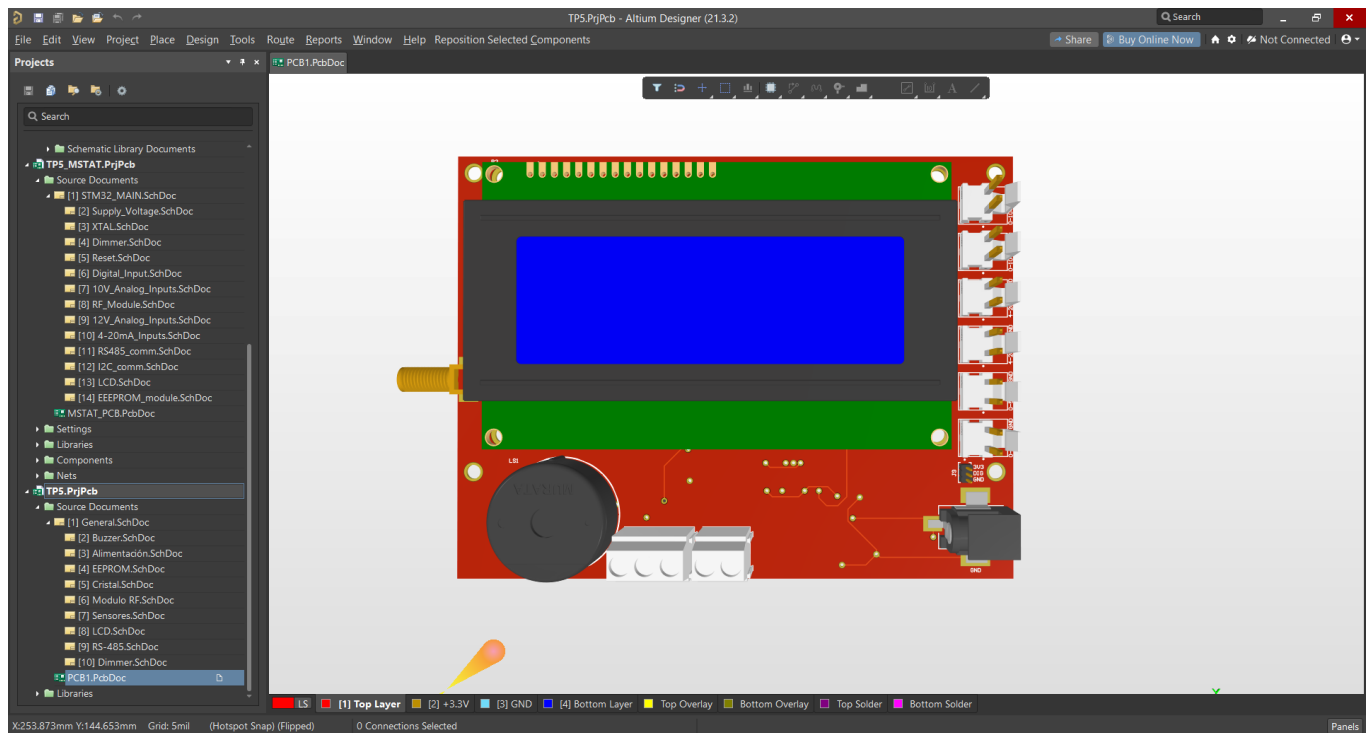 TP5.PrjPcb - Altium Designer (21.3.2)
Search
File Edit View Project Place Design Tools Route Reports Window Help Reposition Selected Components
Share
Buy Online Now
Not Connected
Projects
PCB1.PcbDoc
Search
Schematic Library Documents
TP5_MSTAT.PrjPcb
Source Documents
[1] STM32_MAIN.SchDoc
[2] Supply_Voltage.SchDoc
[3] XTAL.SchDoc
[4] Dimmer.SchDoc
[5] Reset.SchDoc
[6] Digital_Input.SchDoc
[7] 10V_Analog_Inputs.SchDoc
[8] RF_Module.SchDoc
[9] 12V_Analog_Inputs.SchDoc
[10] 4-20mA_Inputs.SchDoc
[11] RS485_comm.SchDoc
[12] I2C_comm.SchDoc
[13] LCD.SchDoc
[14] EEEPROM_module.SchDoc
MSTAT_PCB.PcbDoc
Settings
Libraries
Components
Nets
TP5.PrjPcb
Source Documents
[1] General.SchDoc
[2] Buzzer.SchDoc
[3] Alimentación.SchDoc
[4] EEPROM.SchDoc
[5] Cristal.SchDoc
[6] Modulo RF.SchDoc
[7] Sensores.SchDoc
[8] LCD.SchDoc
[9] RS-485.SchDoc
[10] Dimmer.SchDoc
PCB1.PcbDoc
Libraries
LS1
J3
3V3
DIO
GND
GND
LS
[1] Top Layer
[2] +3.3V
[3] GND
[4] Bottom Layer
Top Overlay
Bottom Overlay
Top Solder
Bottom Solder
X:253.873mm Y:144.653mm Grid: 5mil (Hotspot Snap) (Flipped) 0 Connections Selected
Panels